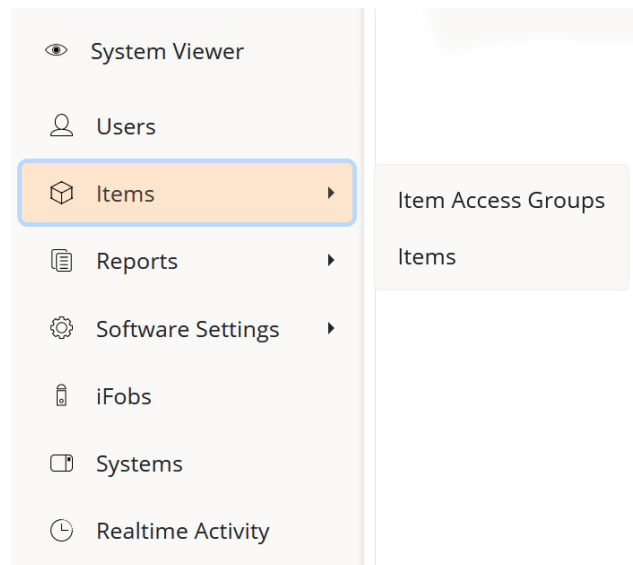 System Viewer
Users
Items
Item Access Groups
Items
Reports
Software Settings
iFobs
Systems
Realtime Activity